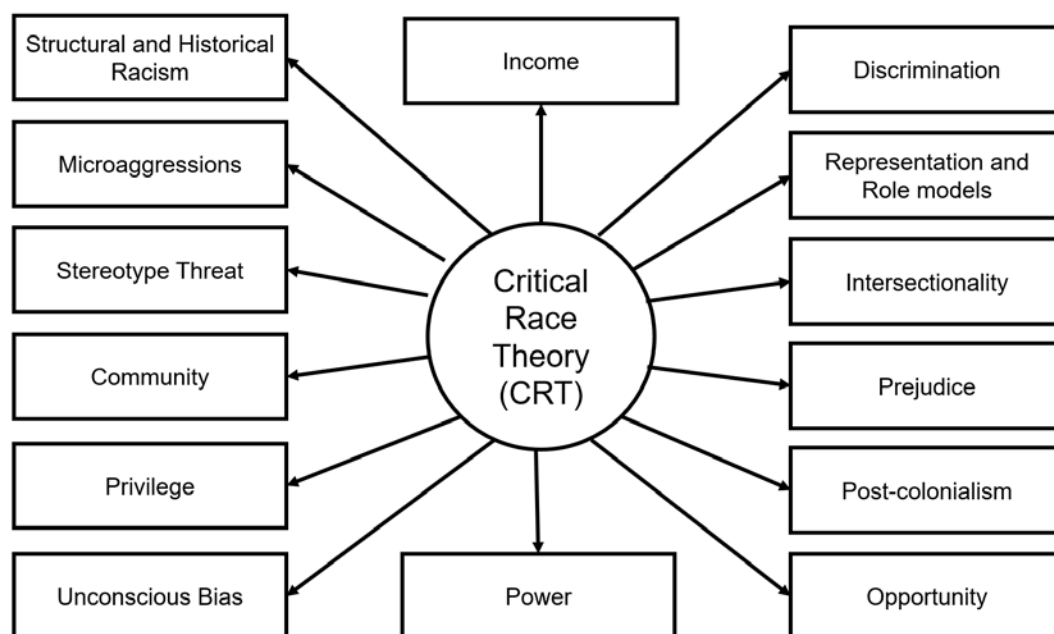 Structural and Historical
Racism
Microaggressions
Stereotype Threat
Community
Privilege
Unconscious Bias
Income
Critical
Race
Theory
(CRT)
Power
Discrimination
Representation and
Role models
Intersectionality
Prejudice
Post-colonialism
Opportunity